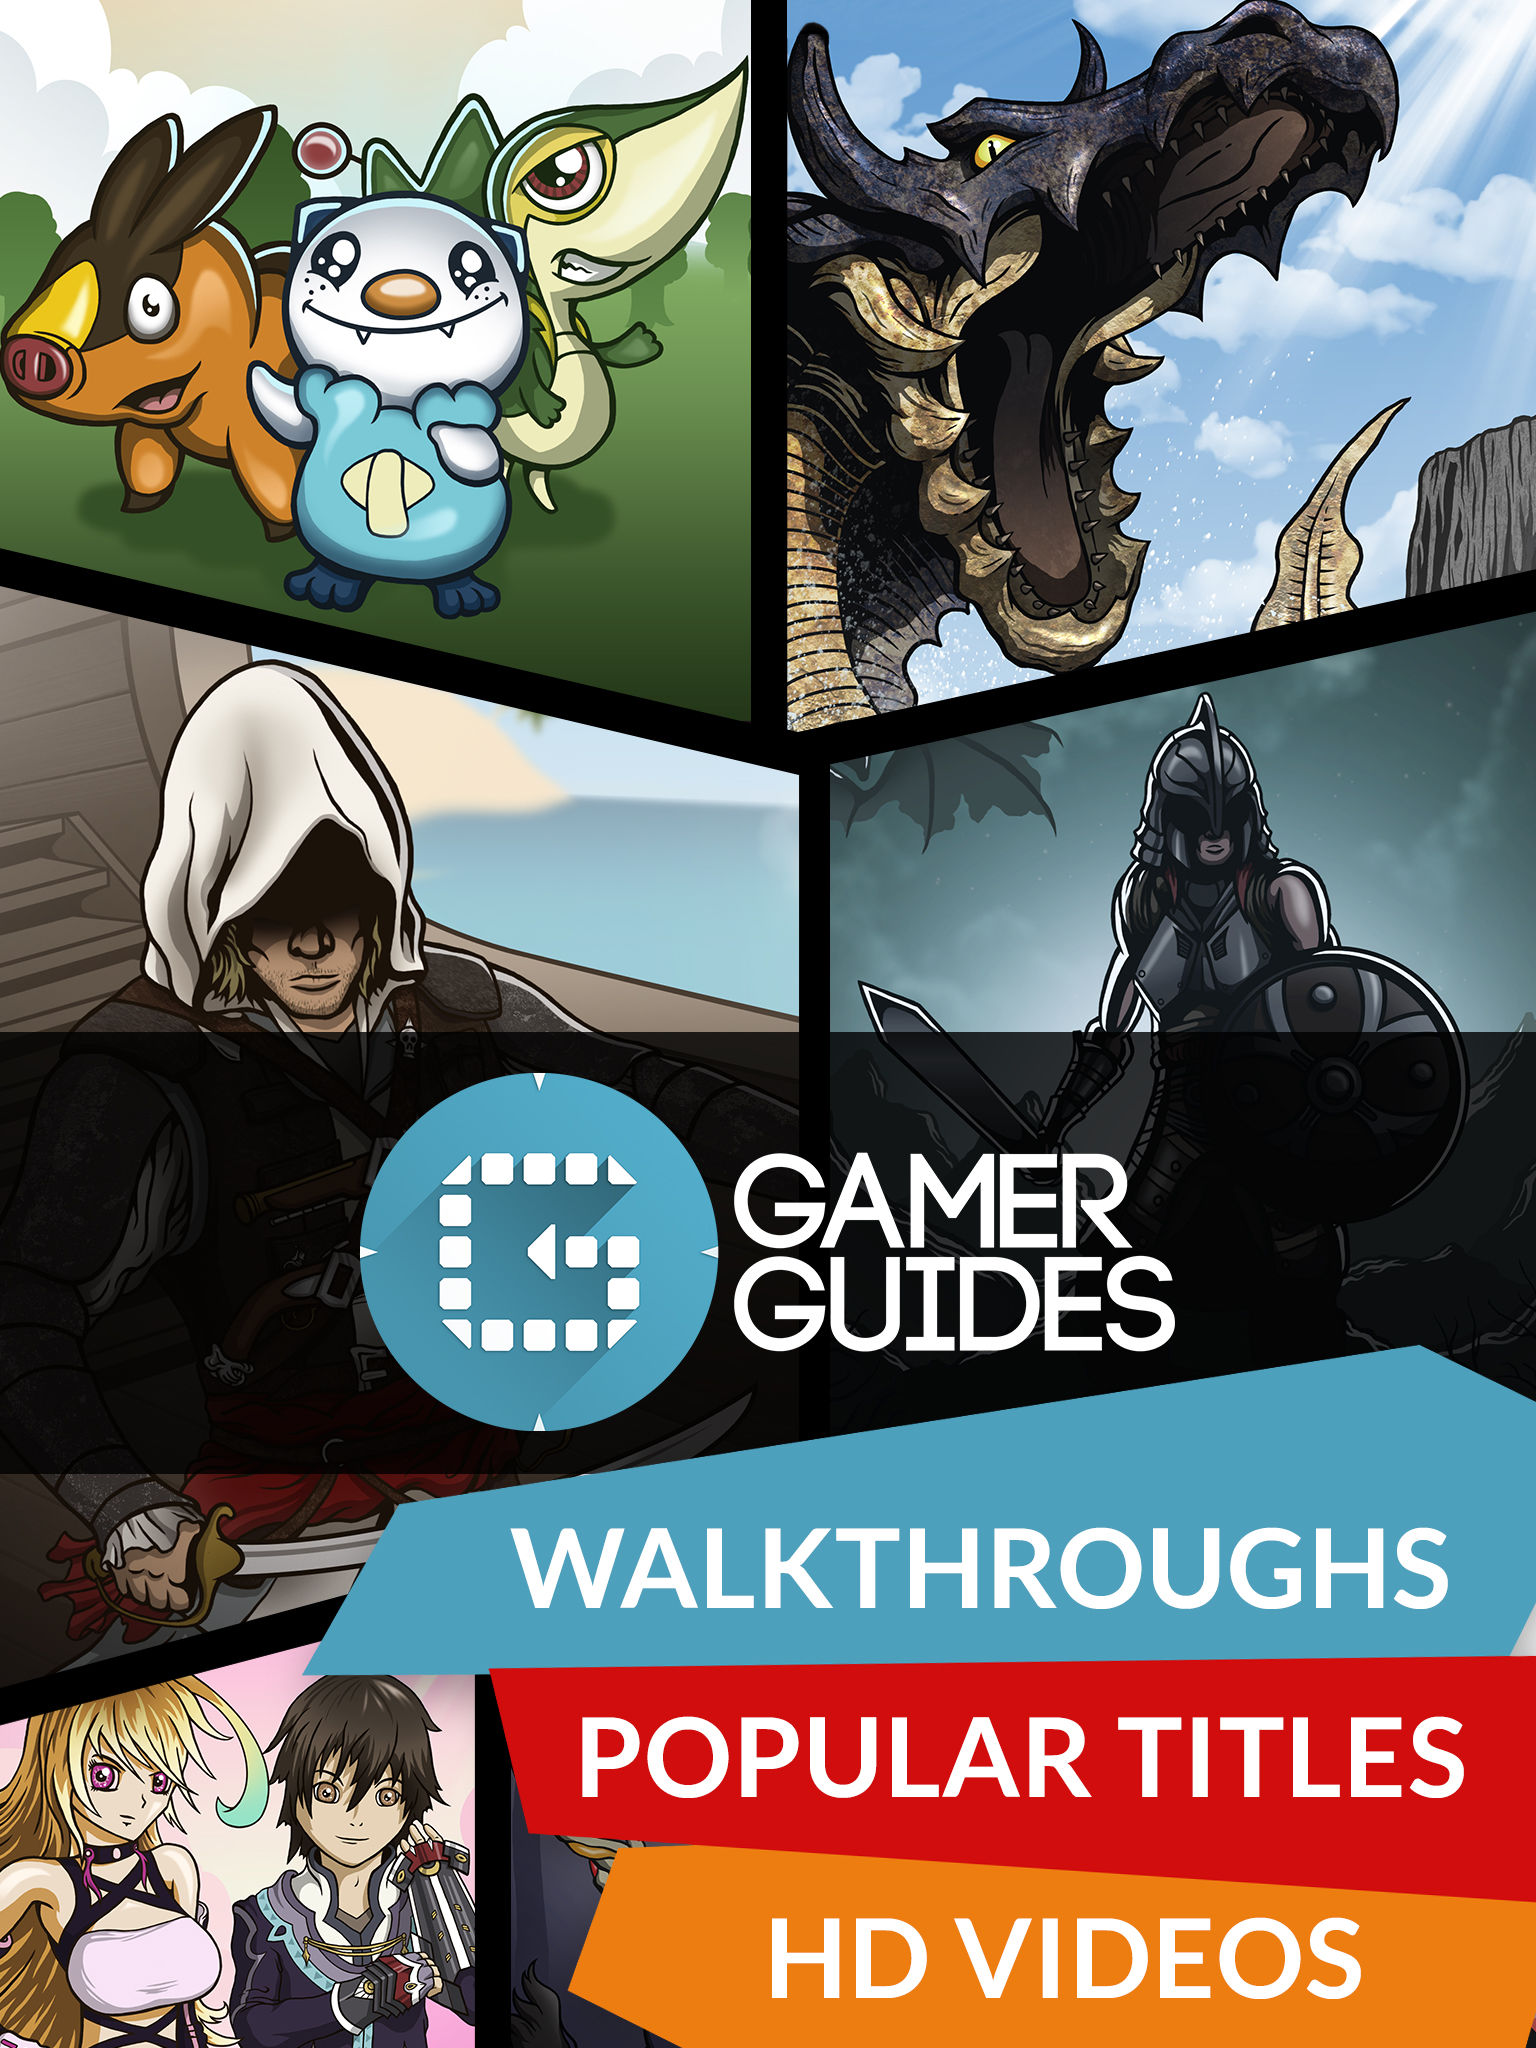 GAMER
GUIDES
WALKTHROUGHS
POPULAR TITLES
HD VIDEOS